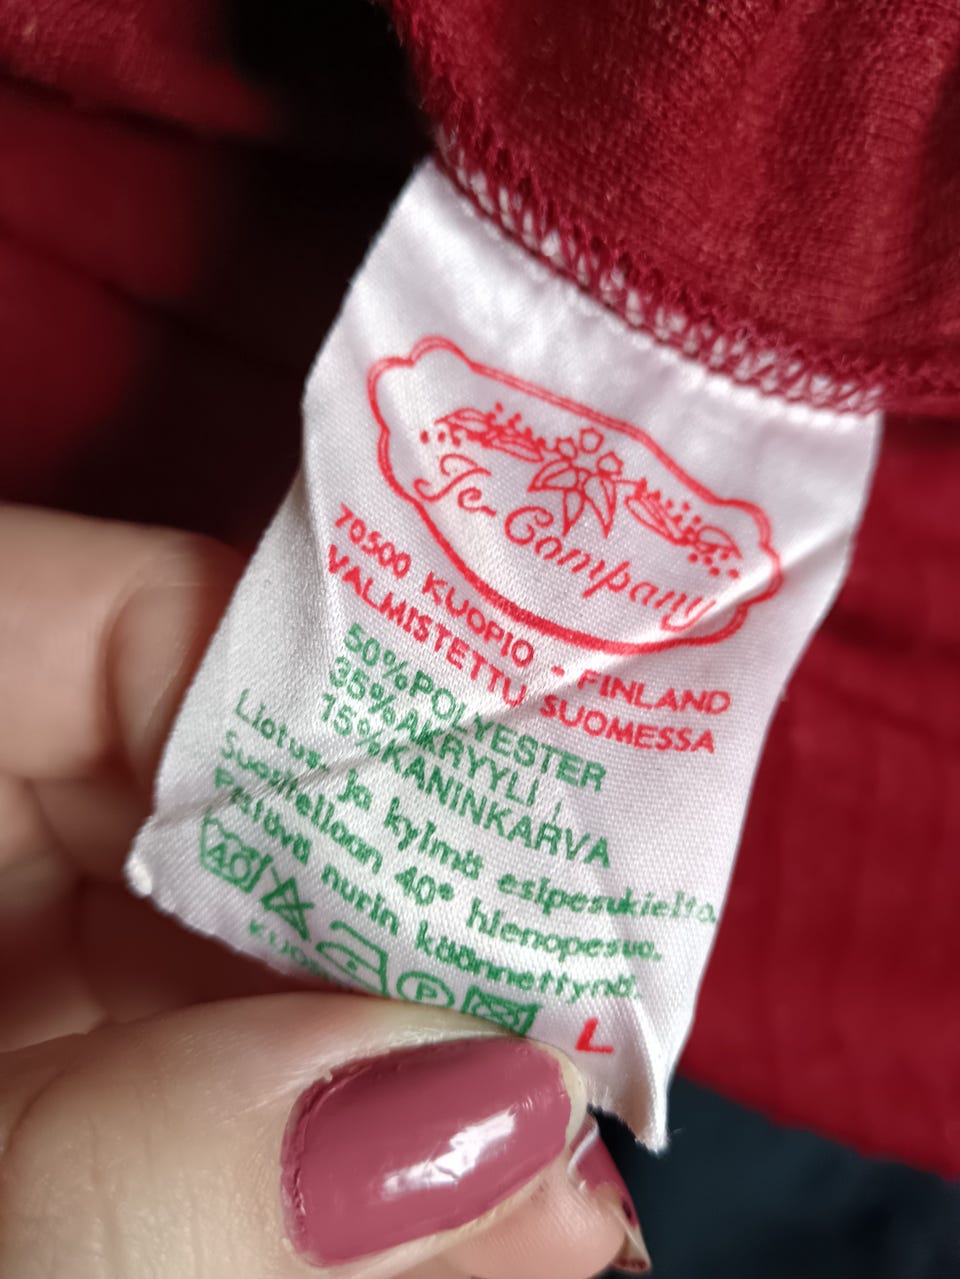 Je-Company
70500 KUOPIO - FINLAND
VALMISTETTU SUOMESSA
50%POLYESTER
35%AKRYYLI
15%KANINKARVA
Liotus- ja kylmä esipesukielto.
Suositellaan 40° hienopesua.
Pestävä nurin käännettynä.
40 P
L